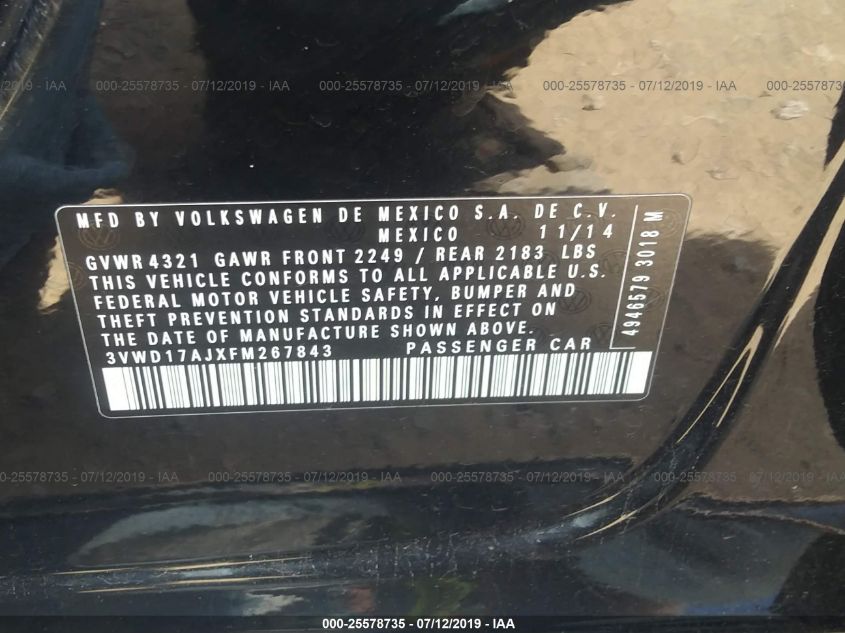 000-25578735 - 07/12/2019 - IAA
MFD BY VOLKSWAGEN DE MEXICO S.A. DE C.V.
MEXICO 11/14
GVWR 4321 GAWR FRONT 2249 / REAR 2183 LBS
THIS VEHICLE CONFORMS TO ALL APPLICABLE U.S.
FEDERAL MOTOR VEHICLE SAFETY, BUMPER AND
THEFT PREVENTION STANDARDS IN EFFECT ON
THE DATE OF MANUFACTURE SHOWN ABOVE.
3VWD17AJXFM267843 PASSENGER CAR
4946579 3018 M
000-25578735 - 07/12/2019 - IAA
000-25578735 - 07/12/2019 - IAA